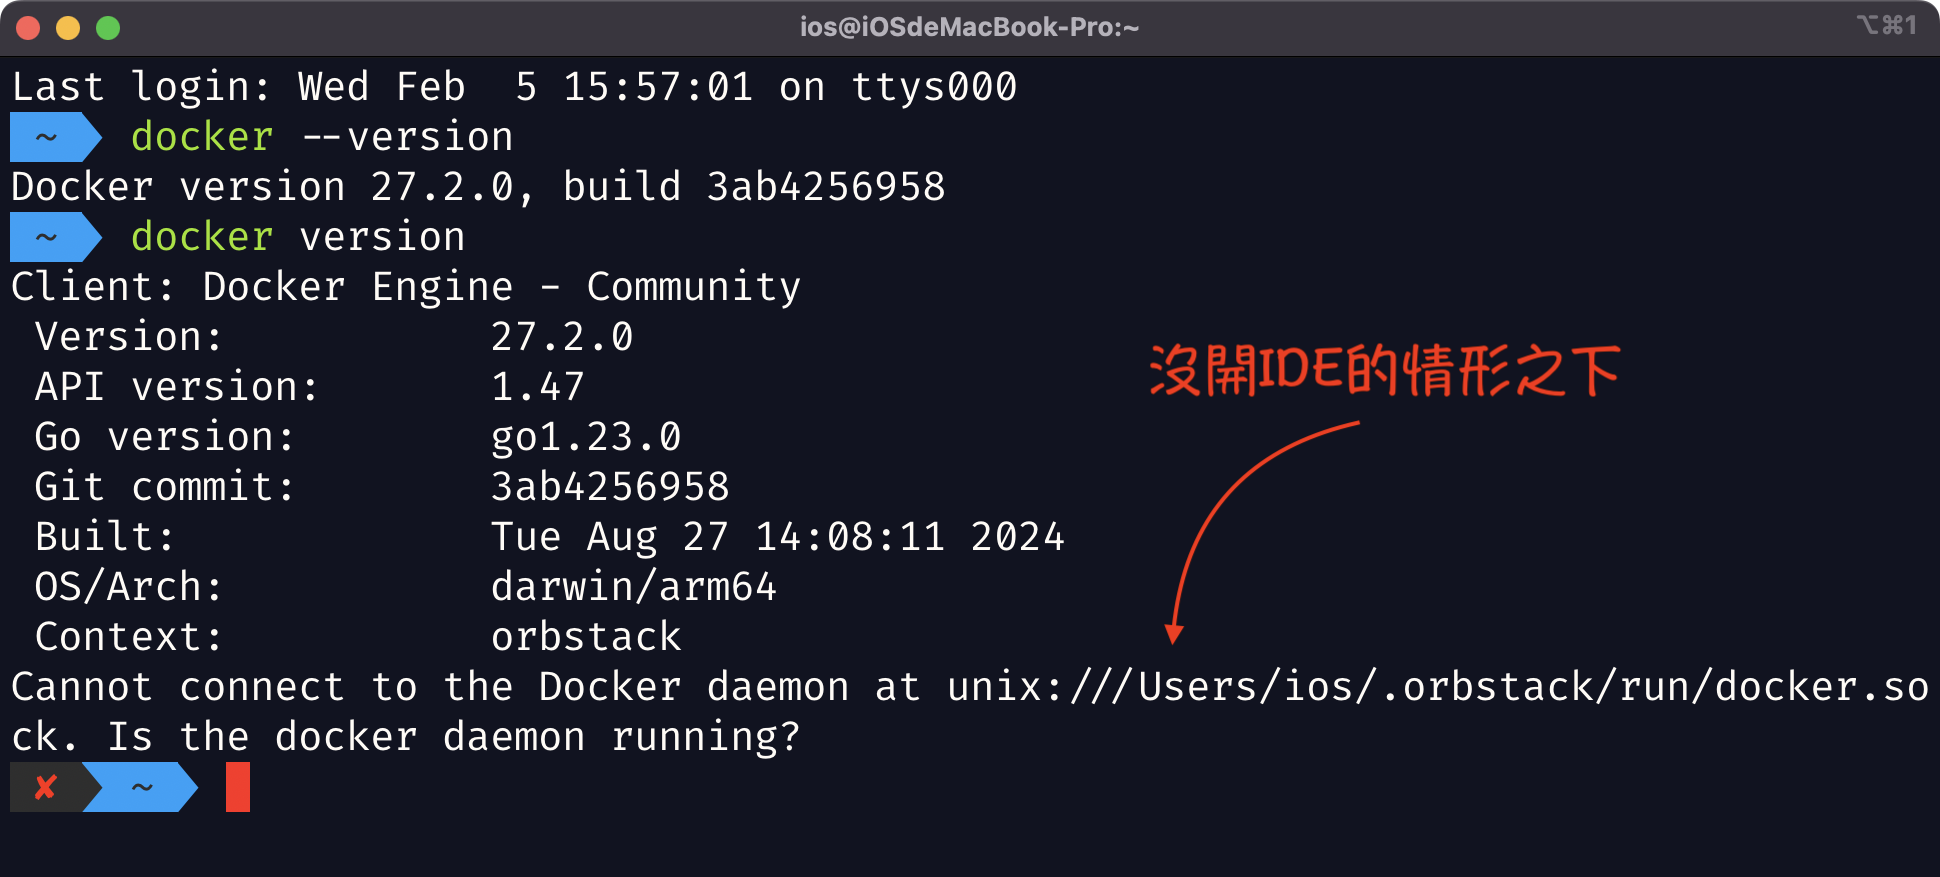 ios@iOSdeMacBook-Pro:~
⌥⌘1
Last login: Wed Feb  5 15:57:01 on ttys000
~ docker --version
Docker version 27.2.0, build 3ab4256958
~ docker version
Client: Docker Engine - Community
 Version:           27.2.0
 API version:       1.47
 Go version:        go1.23.0
 Git commit:        3ab4256958
 Built:             Tue Aug 27 14:08:11 2024
 OS/Arch:           darwin/arm64
 Context:           orbstack
沒開IDE的情形之下
Cannot connect to the Docker daemon at unix:///Users/ios/.orbstack/run/docker.so
ck. Is the docker daemon running?
✘ ~